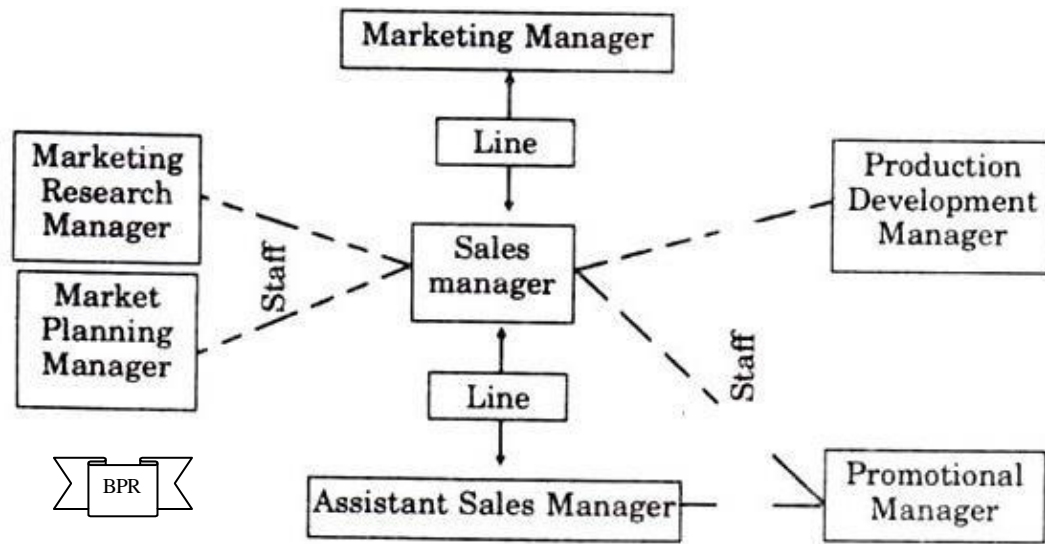 Marketing Manager
Line
Marketing
Research
Manager
Production
Development
Manager
Sales
manager
Staff
Market
Planning
Manager
Staff
Line
BPR
Assistant Sales Manager
Promotional
Manager